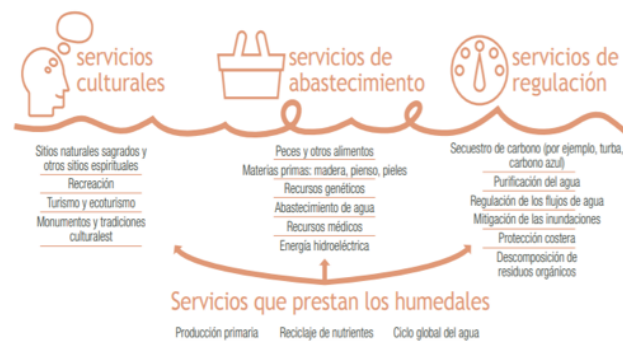 servicios
culturales
servicios de
abastecimiento
servicios de
regulación
Sitios naturales sagrados y
otros sitios espirituales
Recreación
Turismo y ecoturismo
Monumentos y tradiciones
culturalest
Peces y otros alimentos
Materias primas: madera, pienso, pieles
Recursos genéticos
Abastecimiento de agua
Recursos médicos
Energía hidroeléctrica
Secuestro de carbono (por ejemplo, turba,
carbono azul)
Purificación del agua
Regulación de los flujos de agua
Mitigación de las inundaciones
Protección costera
Descomposición de
residuos orgánicos
Servicios que prestan los humedales
Producción primaria Reciclaje de nutrientes Ciclo global del agua